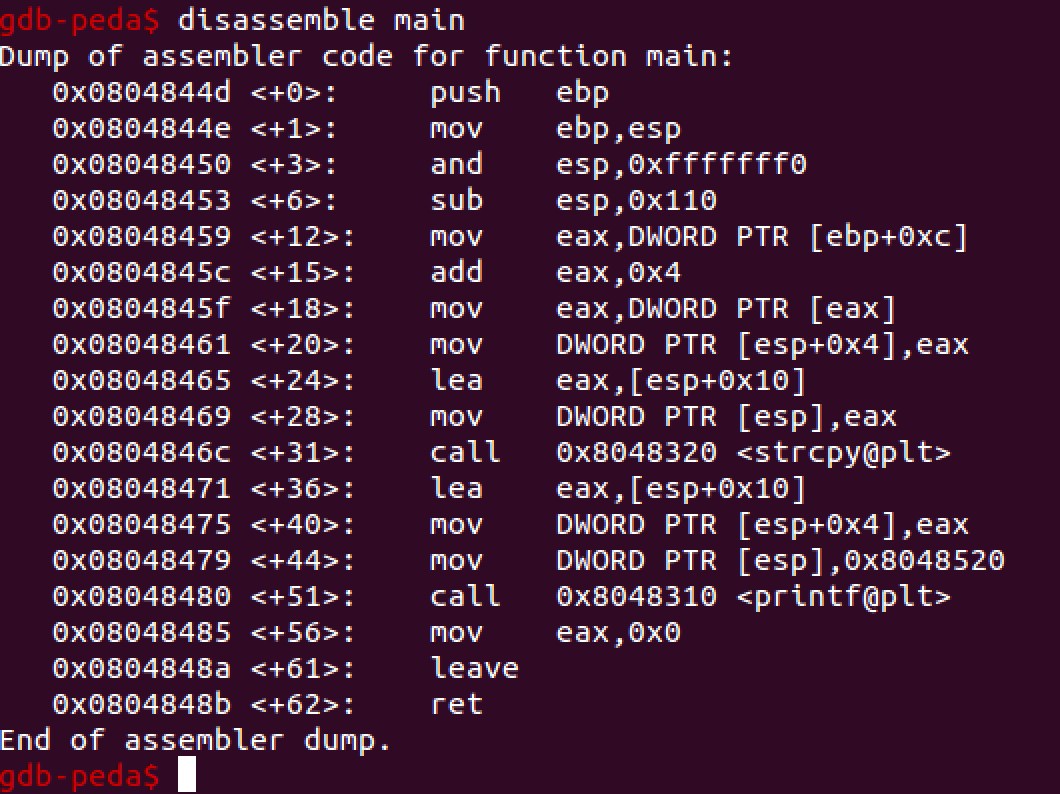 gdb-peda$ disassemble main
Dump of assembler code for function main:
   0x0804844d <+0>:     push   ebp
   0x0804844e <+1>:     mov    ebp,esp
   0x08048450 <+3>:     and    esp,0xfffffff0
   0x08048453 <+6>:     sub    esp,0x110
   0x08048459 <+12>:    mov    eax,DWORD PTR [ebp+0xc]
   0x0804845c <+15>:    add    eax,0x4
   0x0804845f <+18>:    mov    eax,DWORD PTR [eax]
   0x08048461 <+20>:    mov    DWORD PTR [esp+0x4],eax
   0x08048465 <+24>:    lea    eax,[esp+0x10]
   0x08048469 <+28>:    mov    DWORD PTR [esp],eax
   0x0804846c <+31>:    call   0x8048320 <strcpy@plt>
   0x08048471 <+36>:    lea    eax,[esp+0x10]
   0x08048475 <+40>:    mov    DWORD PTR [esp+0x4],eax
   0x08048479 <+44>:    mov    DWORD PTR [esp],0x8048520
   0x08048480 <+51>:    call   0x8048310 <printf@plt>
   0x08048485 <+56>:    mov    eax,0x0
   0x0804848a <+61>:    leave
   0x0804848b <+62>:    ret
End of assembler dump.
gdb-peda$